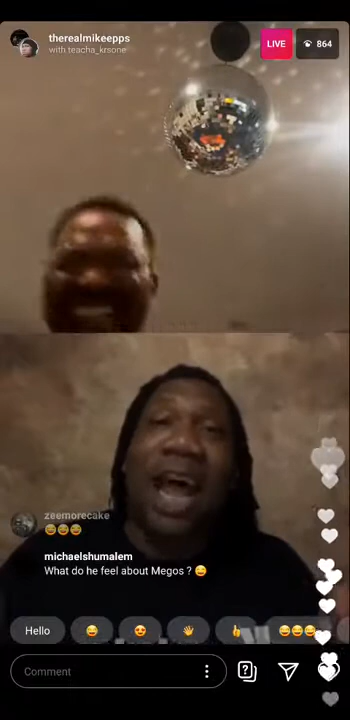 therealmikeepps
with teacha_krsone
LIVE
864
zeemorecake
michaelshumalem
What do he feel about Megos ?
Hello
Comment